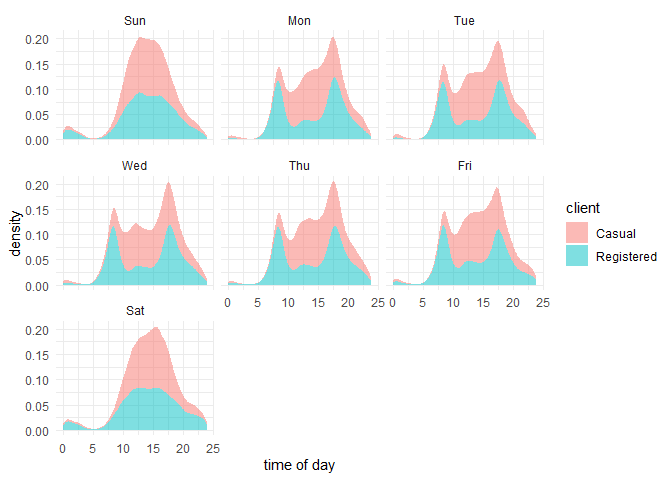 Sun Mon Tue
0.20
0.15
0.10
0.05
0.00
Wed Thu Fri
0.20
0.15
0.10
0.05
0.00
0 5 10 15 20 25 0 5 10 15 20 25
Sat
0.20
0.15
0.10
0.05
0.00
0 5 10 15 20 25
time of day
density
client
Casual
Registered